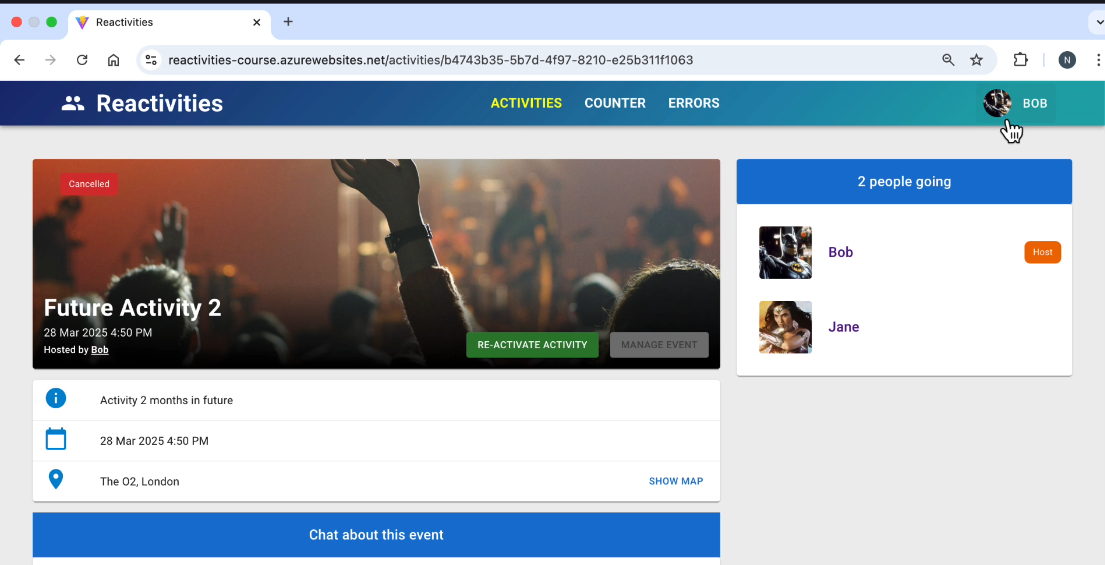 Reactivities
reactivities-course.azurewebsites.net/activities/b4743b35-5b7d-4f97-8210-e25b311f1063
N
Reactivities
ACTIVITIES
COUNTER
ERRORS
BOB
Cancelled
Future Activity 2
28 Mar 2025 4:50 PM
Hosted by Bob
RE-ACTIVATE ACTIVITY
MANAGE EVENT
2 people going
Bob
Host
Jane
Activity 2 months in future
28 Mar 2025 4:50 PM
The O2, London
SHOW MAP
Chat about this event